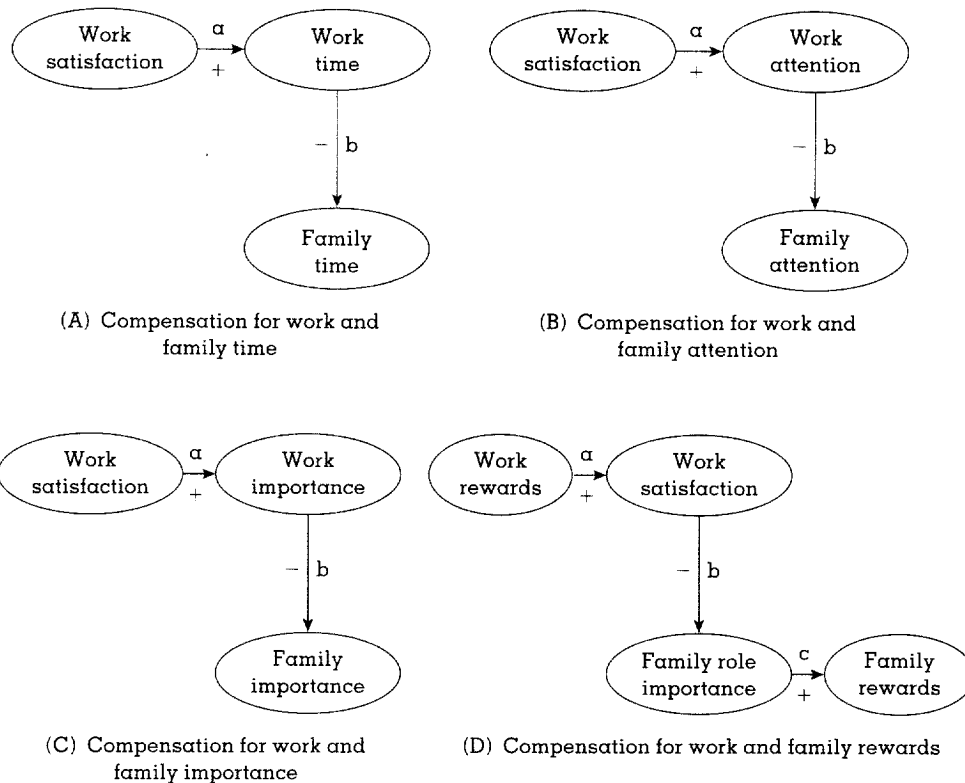 Work
satisfaction
a
+
Work
time
−
b
Family
time
(A) Compensation for work and
family time
Work
satisfaction
a
+
Work
attention
−
b
Family
attention
(B) Compensation for work and
family attention
Work
satisfaction
a
+
Work
importance
−
b
Family
importance
(C) Compensation for work and
family importance
Work
rewards
a
+
Work
satisfaction
−
b
Family role
importance
c
+
Family
rewards
(D) Compensation for work and family rewards